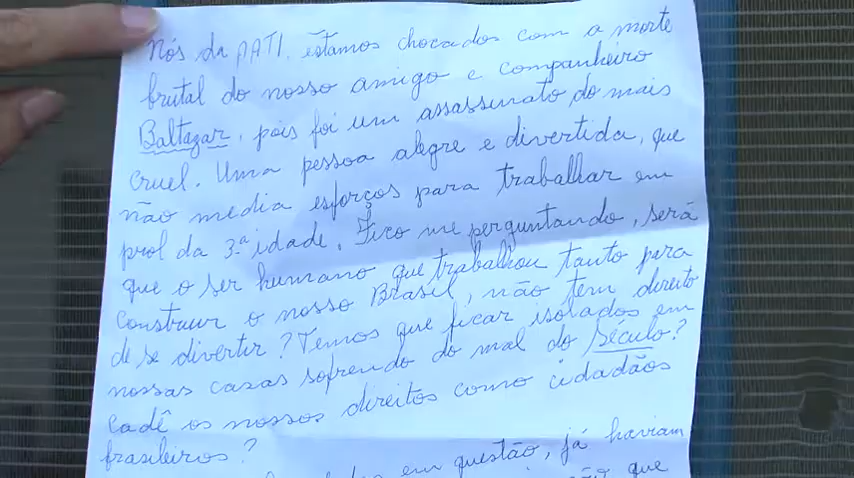 Nós da PATI, estamos chocados com a morte
brutal do nosso amigo e companheiro
Baltazar, pois foi um assassinato do mais
cruel. Uma pessoa alegre e divertida, que
não media esforços para trabalhar em
prol da 3ª idade. Fico me perguntando, será
que o ser humano que trabalhou tanto para
construir o nosso Brasil, não tem direito
de se divertir? Temos que ficar isolados em
nossas casas sofrendo do mal do século?
Cadê os nossos direitos como cidadãos
brasileiros?
em questão, já haviam
que